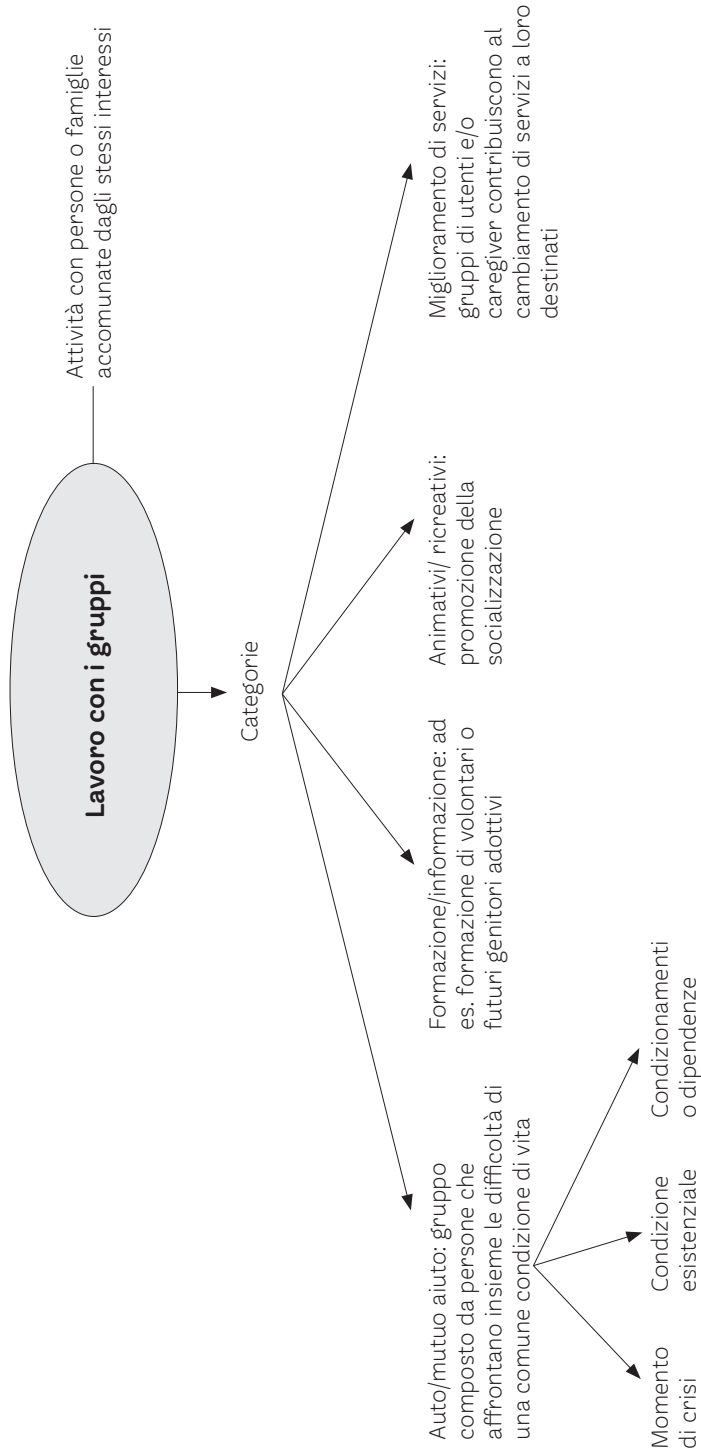 Lavoro con i gruppi
Attività con persone o famiglie
accomunate dagli stessi interessi
Categorie
Auto/mutuo aiuto: gruppo
composto da persone che
affrontano insieme le difficoltà di
una comune condizione di vita
Formazione/informazione: ad
es. formazione di volontari o
futuri genitori adottivi
Animativi/ ricreativi:
promozione della
socializzazione
Miglioramento di servizi:
gruppi di utenti e/o
caregiver contribuiscono al
cambiamento di servizi a loro
destinati
Momento
di crisi
Condizione
esistenziale
Condizionamenti
o dipendenze